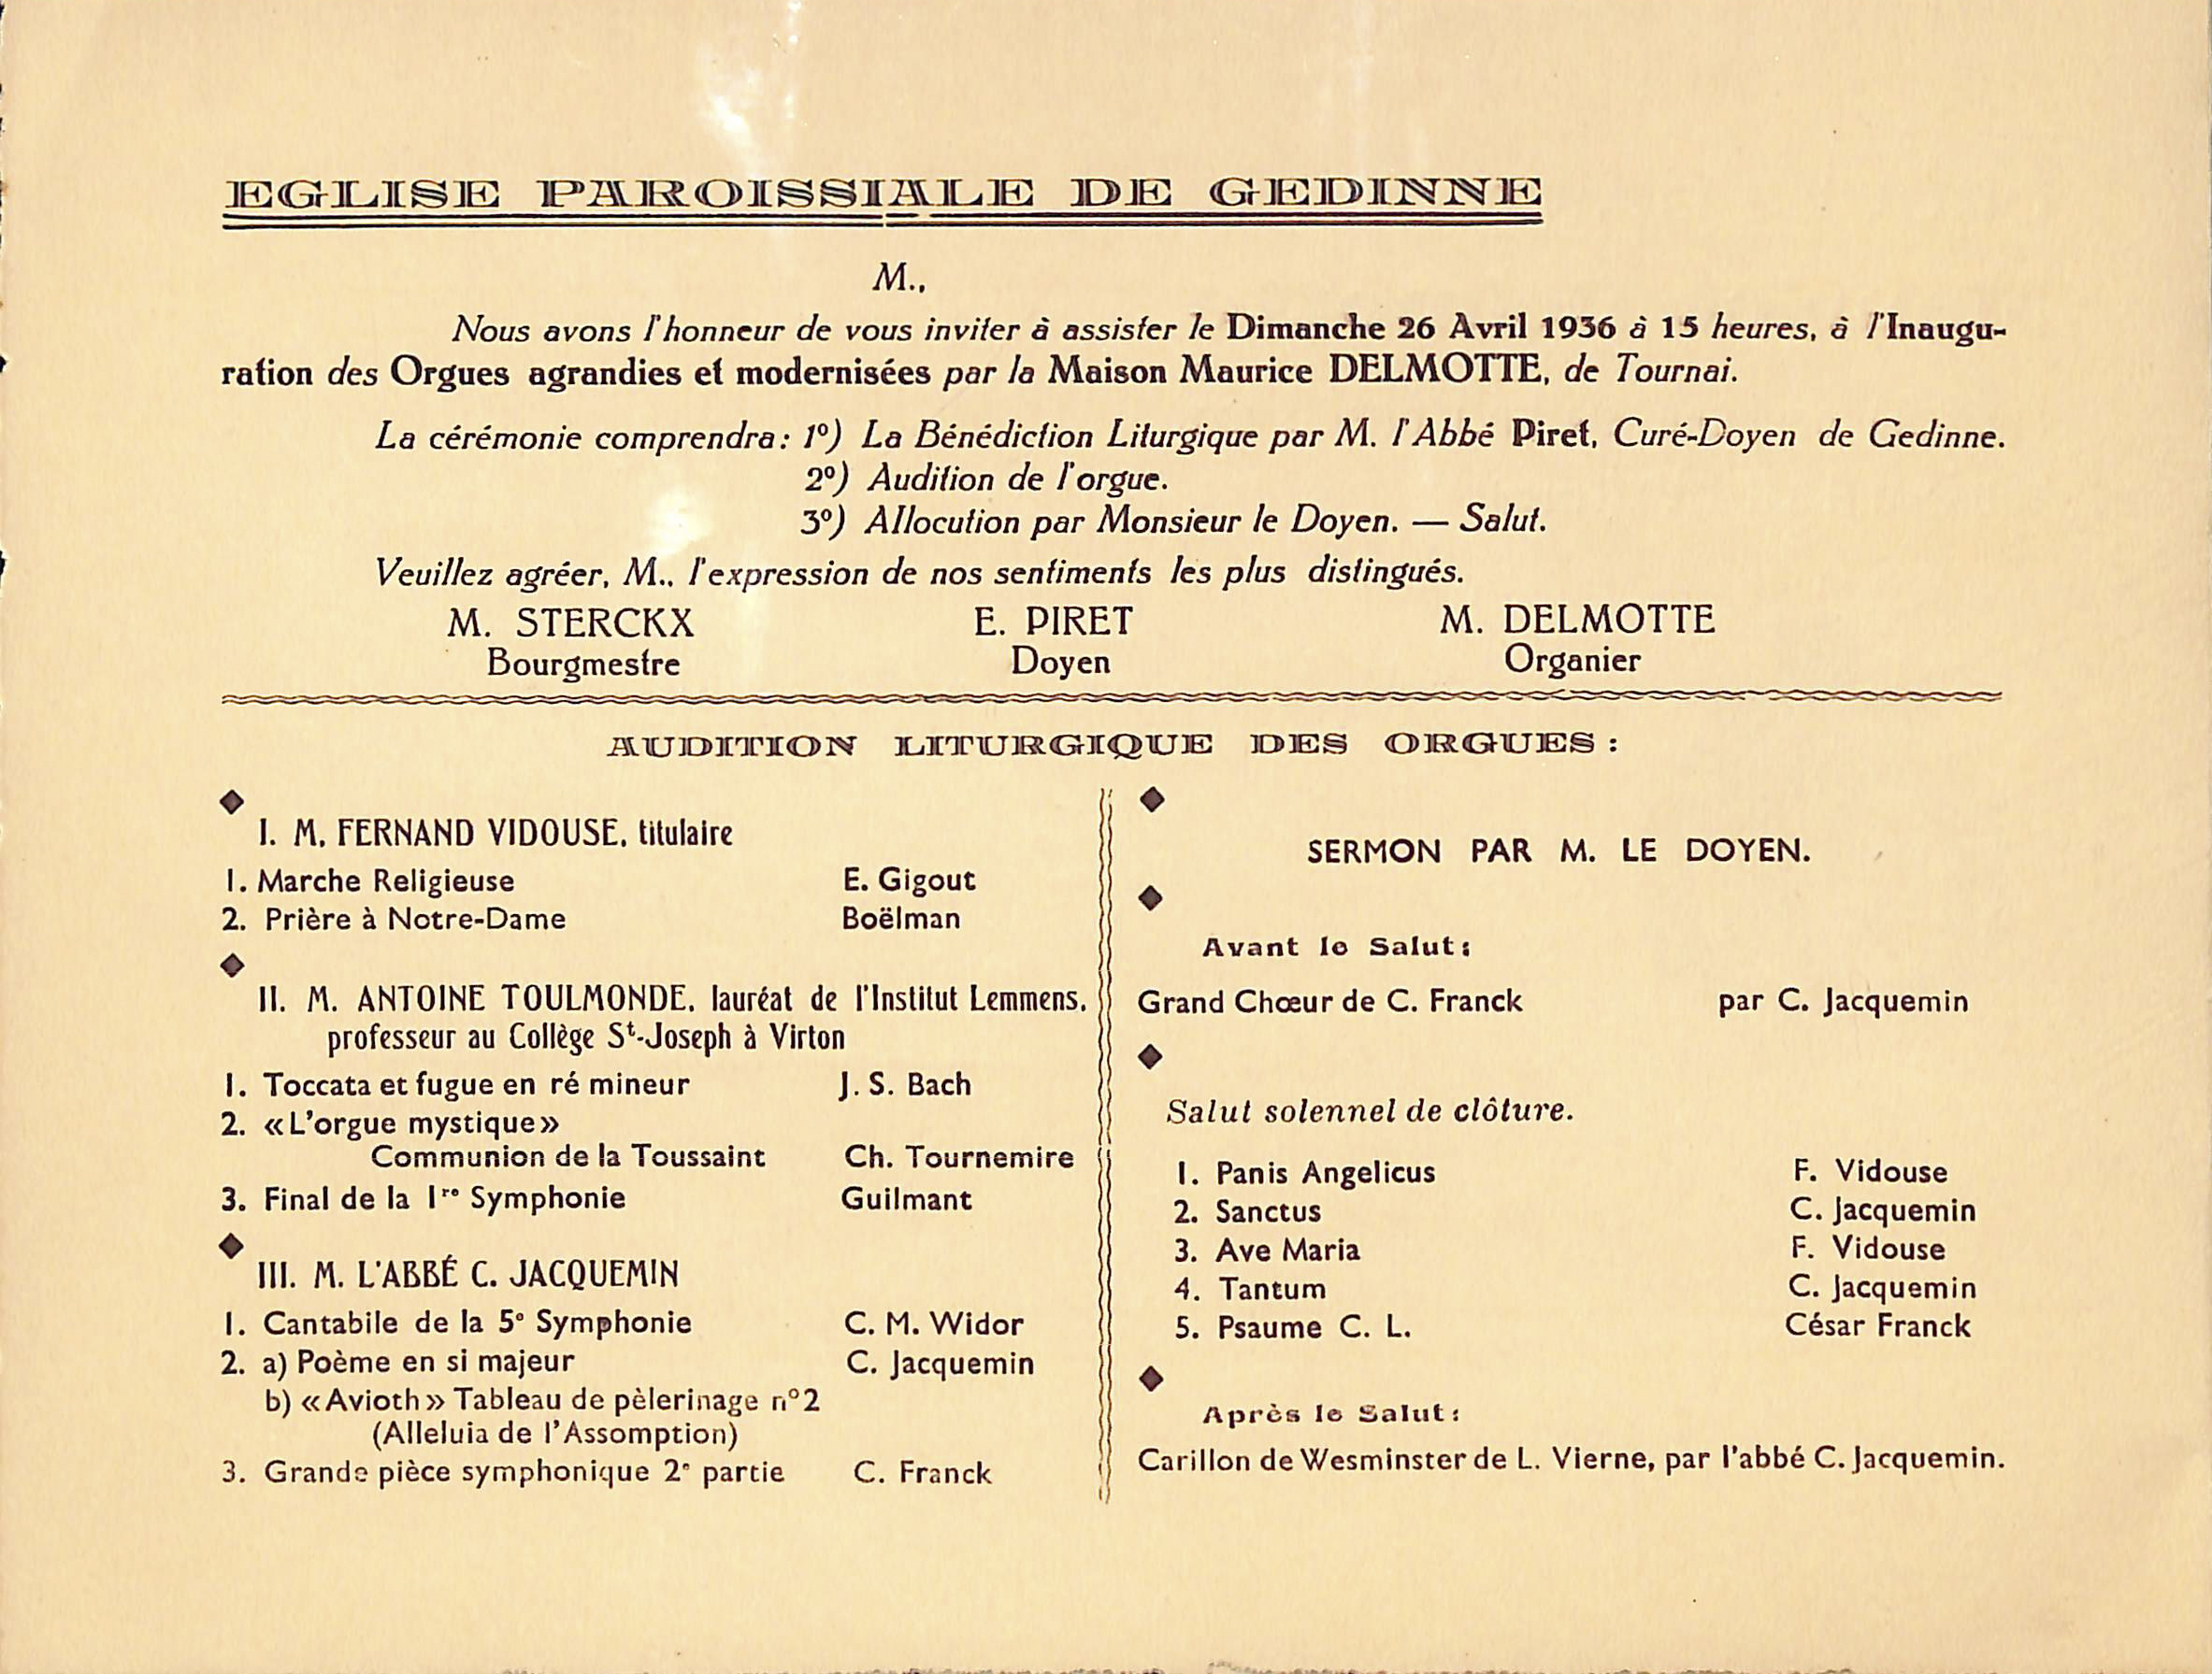 EGLISE PAROISSIALE DE GEDINNE
M.,
Nous avons l'honneur de vous inviter à assister le Dimanche 26 Avril 1936 à 15 heures, à l'Inaugu-
ration des Orgues agrandies et modernisées par la Maison Maurice DELMOTTE, de Tournai.
La cérémonie comprendra: 1º) La Bénédiction Liturgique par M. l'Abbé Piret, Curé-Doyen de Gedinne.
2º) Audition de l'orgue.
3º) Allocution par Monsieur le Doyen. — Salut.
Veuillez agréer, M., l'expression de nos sentiments les plus distingués.
M. STERCKX E. PIRET M. DELMOTTE
Bourgmestre Doyen Organier
AUDITION LITURGIQUE DES ORGUES :
I. M. FERNAND VIDOUSE, titulaire
1. Marche Religieuse E. Gigout
2. Prière à Notre-Dame Boëlman
II. M. ANTOINE TOULMONDE, lauréat de l'Institut Lemmens,
professeur au Collège Sᵗ-Joseph à Virton
1. Toccata et fugue en ré mineur J. S. Bach
2. «L'orgue mystique»
Communion de la Toussaint Ch. Tournemire
3. Final de la 1ʳᵉ Symphonie Guilmant
III. M. L'ABBÉ C. JACQUEMIN
1. Cantabile de la 5ᵉ Symphonie C. M. Widor
2. a) Poème en si majeur C. Jacquemin
b) «Avioth» Tableau de pèlerinage nº2
(Alleluia de l'Assomption)
3. Grande pièce symphonique 2ᵉ partie C. Franck
SERMON PAR M. LE DOYEN.
Avant le Salut:
Grand Chœur de C. Franck par C. Jacquemin
Salut solennel de clôture.
1. Panis Angelicus F. Vidouse
2. Sanctus C. Jacquemin
3. Ave Maria F. Vidouse
4. Tantum C. Jacquemin
5. Psaume C. L. César Franck
Après le Salut:
Carillon de Wesminster de L. Vierne, par l'abbé C. Jacquemin.